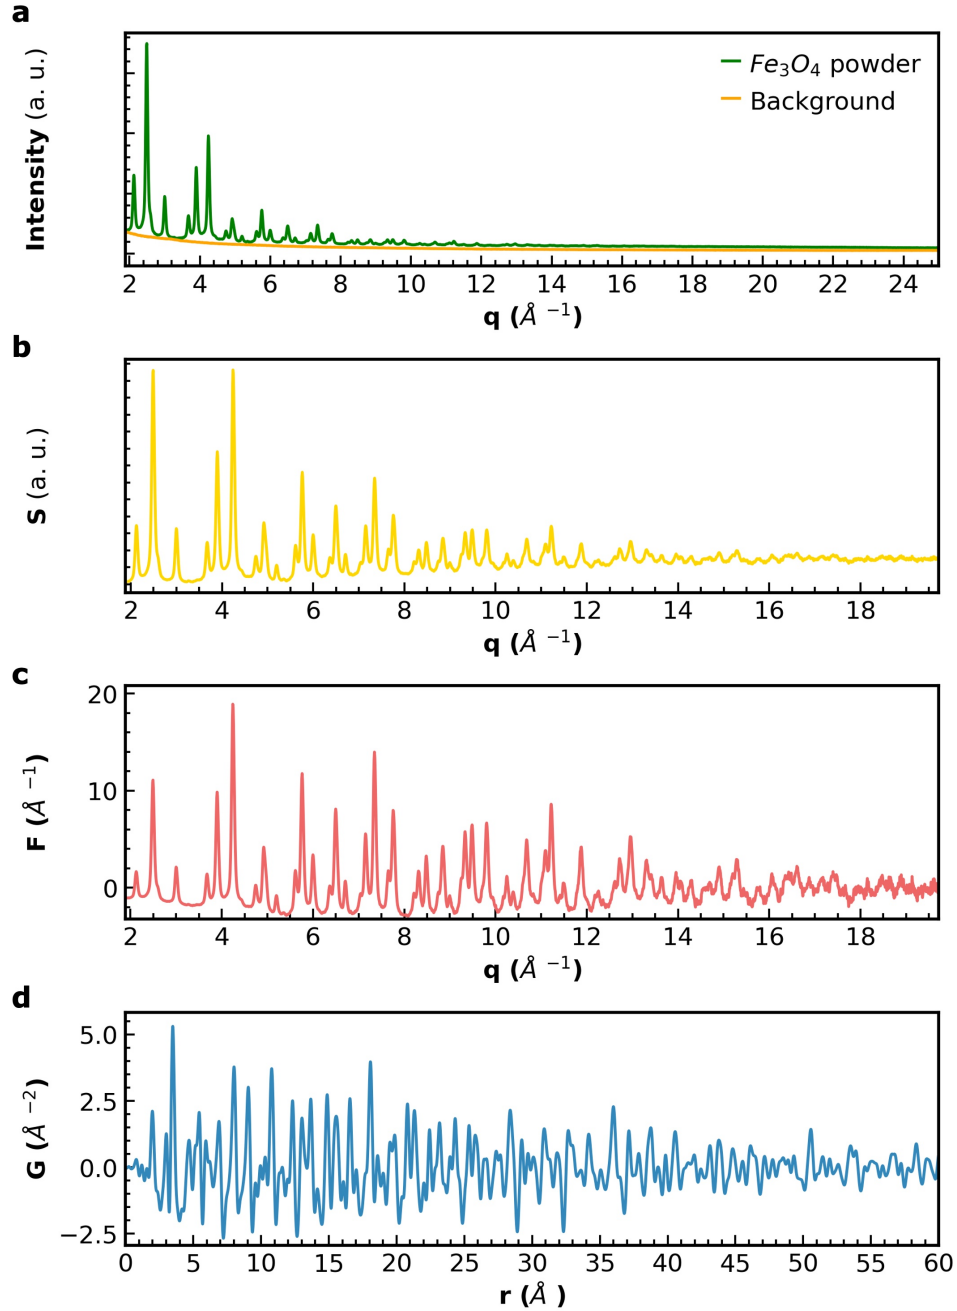 a
Intensity (a. u.)
Fe₃O₄ powder
Background
2 4 6 8 10 12 14 16 18 20 22 24
q (Å ⁻¹)
b
S (a. u.)
2 4 6 8 10 12 14 16 18
q (Å ⁻¹)
c
F (Å ⁻¹)
20
10
0
2 4 6 8 10 12 14 16 18
q (Å ⁻¹)
d
G (Å ⁻²)
5.0
2.5
0.0
−2.5
0 5 10 15 20 25 30 35 40 45 50 55 60
r (Å )